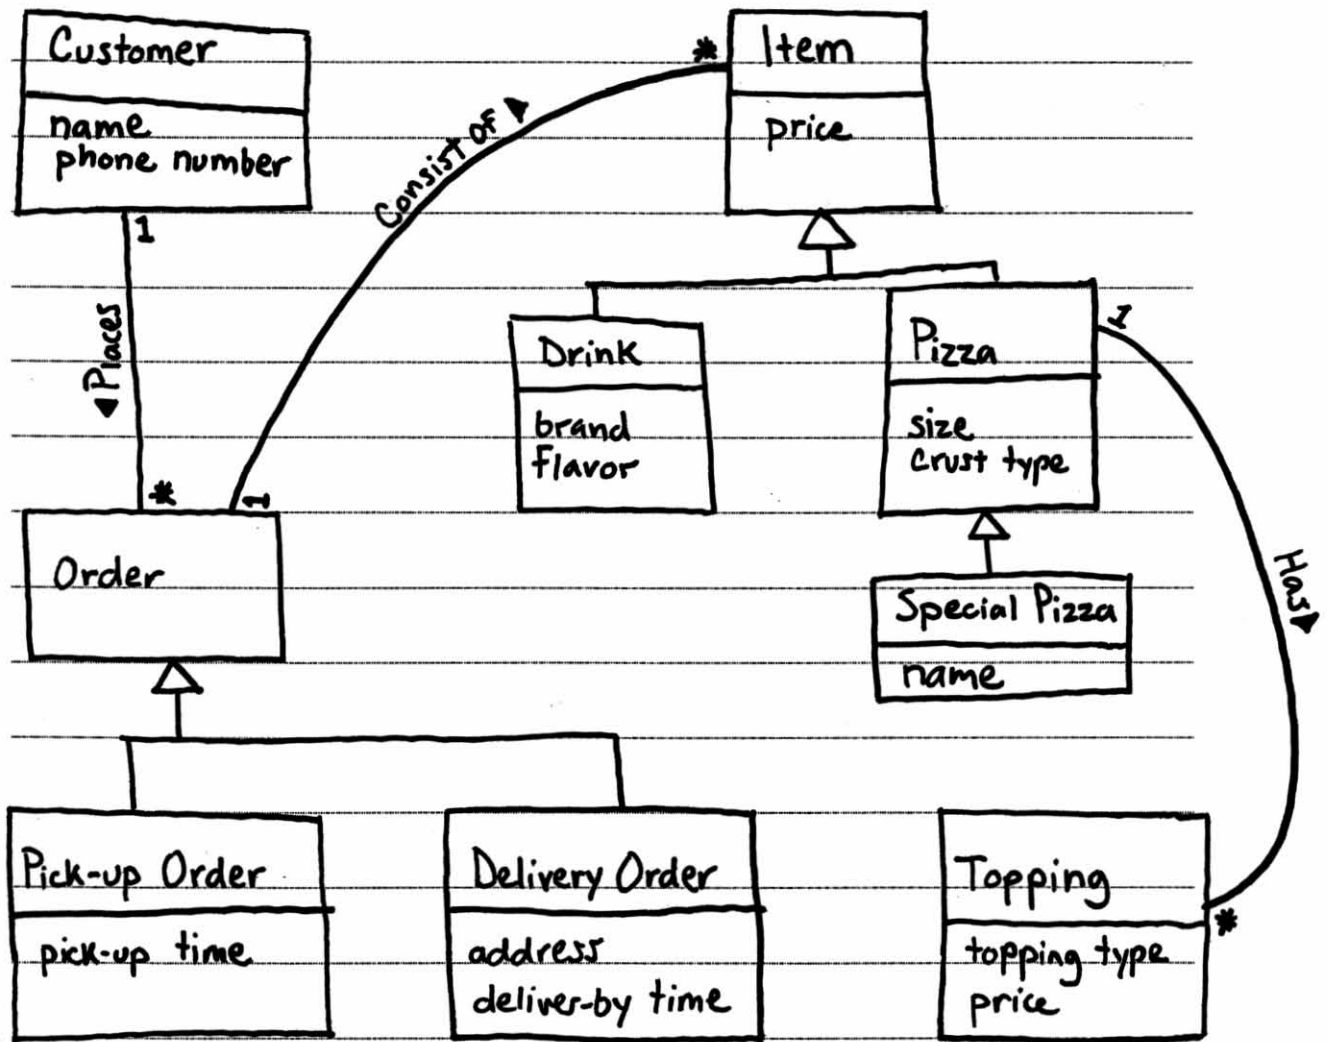 Customer
name
phone number
1
Places
*
Consist of
1
*
Item
price
Drink
brand
flavor
Pizza
size
crust type
1
Has
*
Special Pizza
name
Order
Pick-up Order
pick-up time
Delivery Order
address
deliver-by time
Topping
topping type
price